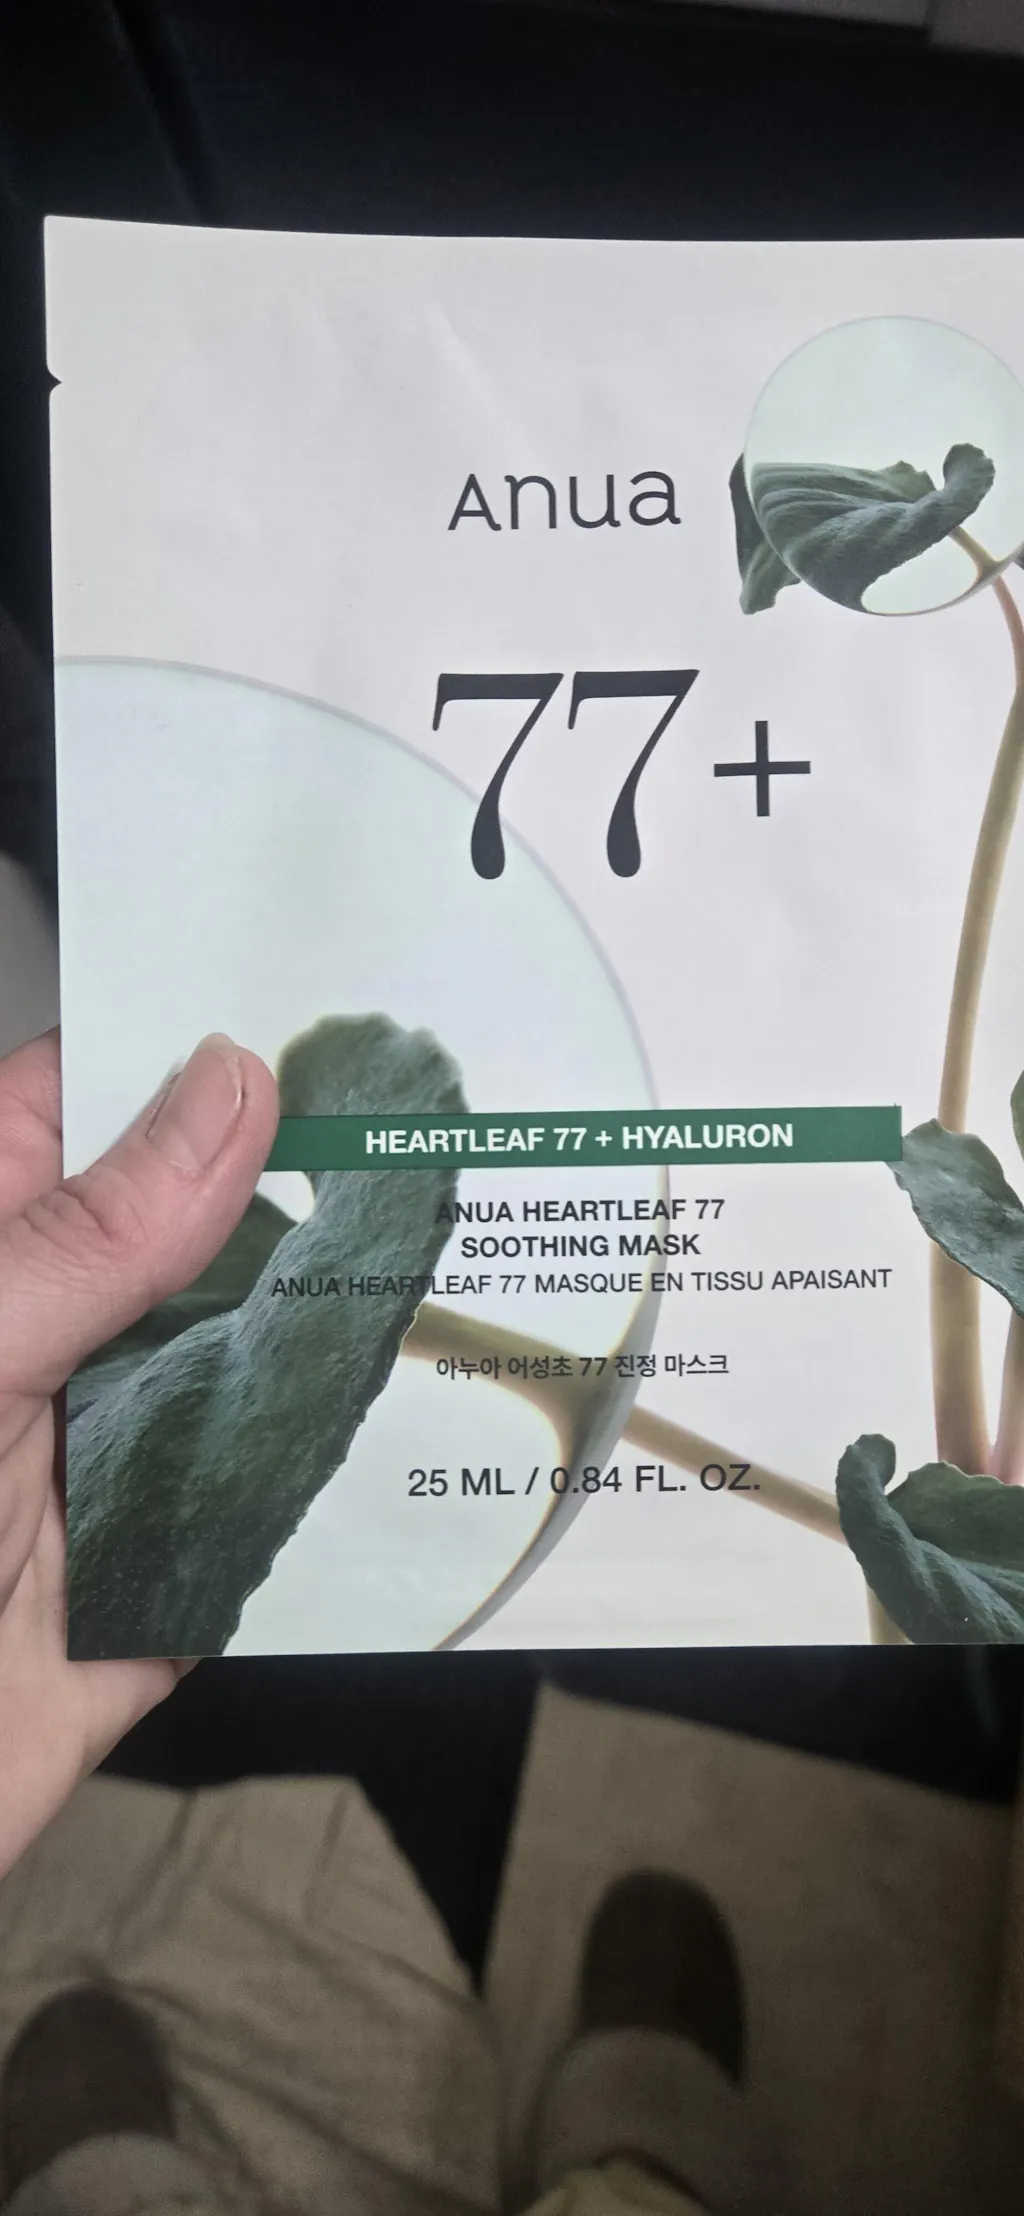 Anua
77+
HEARTLEAF 77 + HYALURON
ANUA HEARTLEAF 77
SOOTHING MASK
ANUA HEARTLEAF 77 MASQUE EN TISSU APAISANT
아누아 어성초 77 진정 마스크
25 ML / 0.84 FL. OZ.